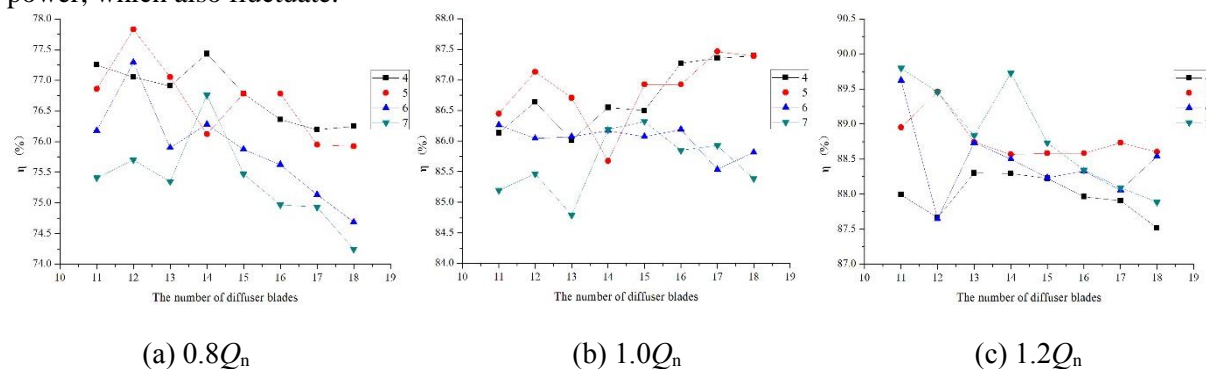 power, which also fluctuate.
78.0
77.5
77.0
76.5
76.0
75.5
75.0
74.5
74.0
η (%)
10 11 12 13 14 15 16 17 18 19
The number of diffuser blades
4
5
6
7
(a) 0.8Qn
88.0
87.5
87.0
86.5
86.0
85.5
85.0
84.5
84.0
η (%)
10 11 12 13 14 15 16 17 18 19
The number of diffuser blades
4
5
6
7
(b) 1.0Qn
90.5
90.0
89.5
89.0
88.5
88.0
87.5
87.0
η (%)
10 11 12 13 14 15 16 17 18 19
The number of diffuser blades
(c) 1.2Qn